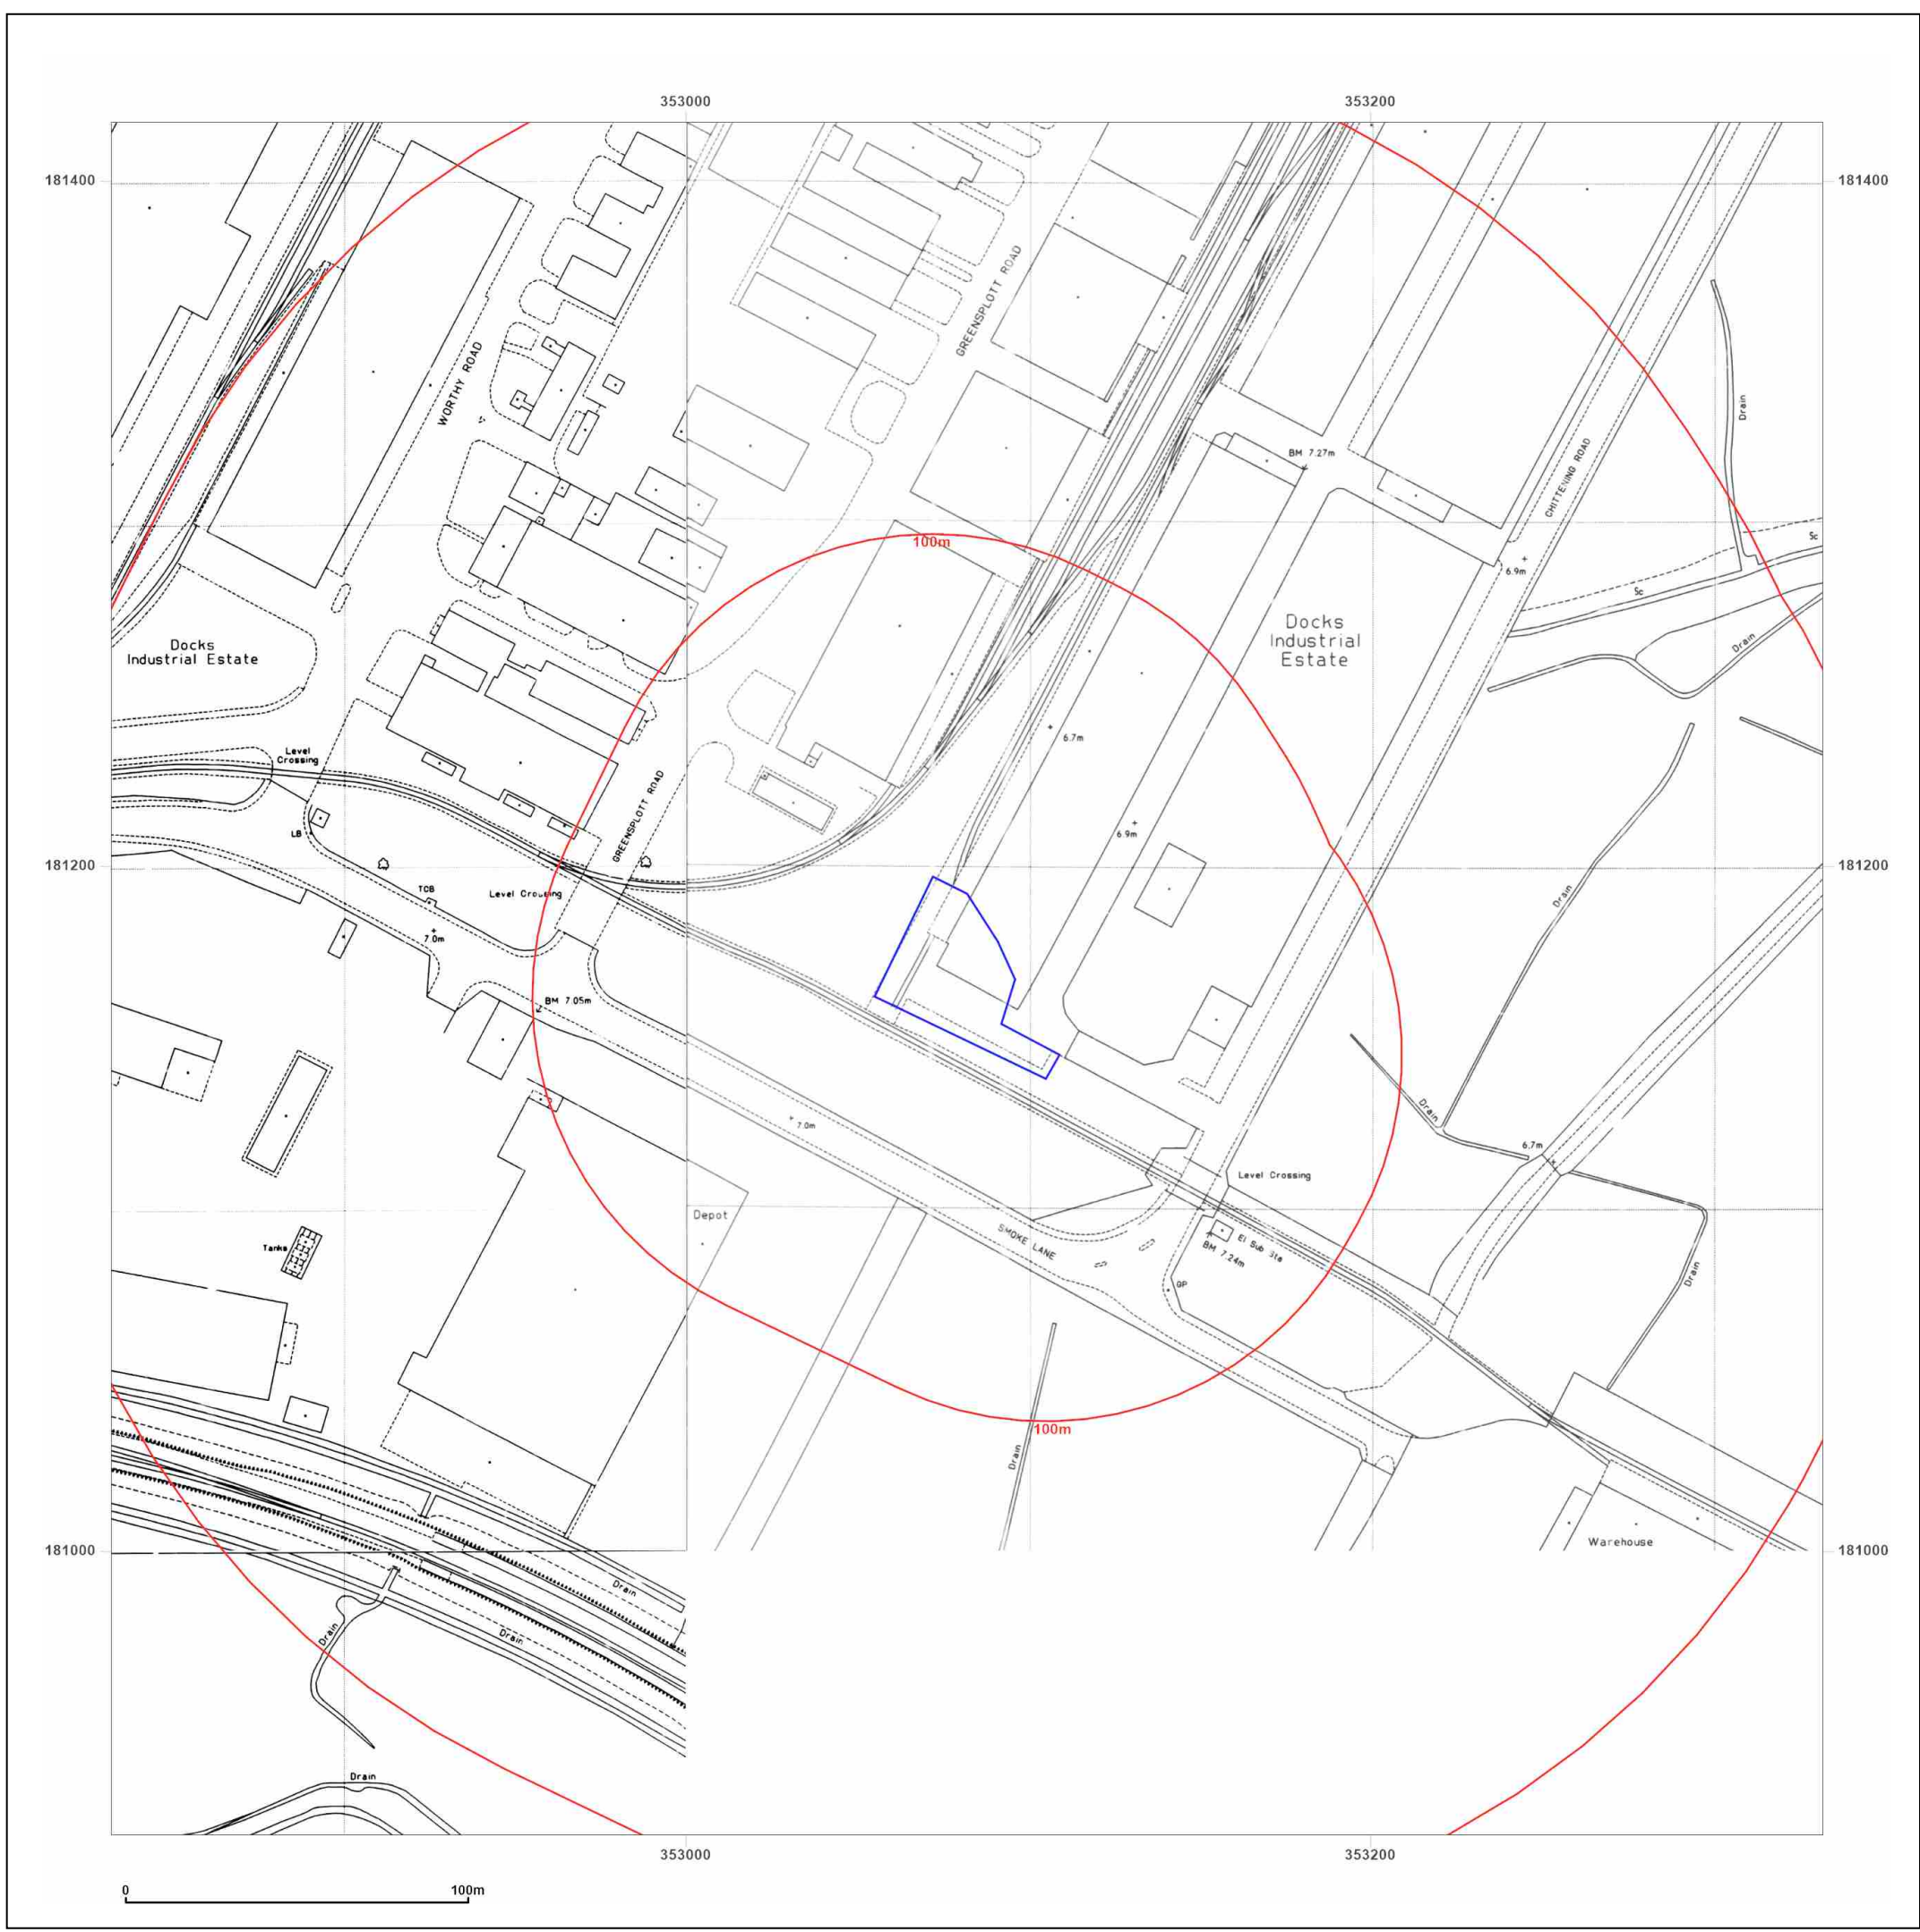 353000
353200
181400
181400
GREENSPLOTT ROAD
WORTHY ROAD
Drain
BM 7.27m
CHITTENING ROAD
100m
Sc
6.9m
Sc
Docks
Industrial
Estate
Docks
Industrial Estate
Drain
6.7m
Level
Crossing
GREENSPLOTT ROAD
LB
6.9m
181200
181200
TCB
Level Crossing
Drain
7.0m
BM 7.05m
Drain
7.0m
6.7m
Level Crossing
Depot
SMOKE LANE
El Sub Sta
BM 7.24m
Tanks
GP
Drain
100m
Drain
181000
181000
Warehouse
Drain
Drain
Drain
Drain
353000
353200
0
100m